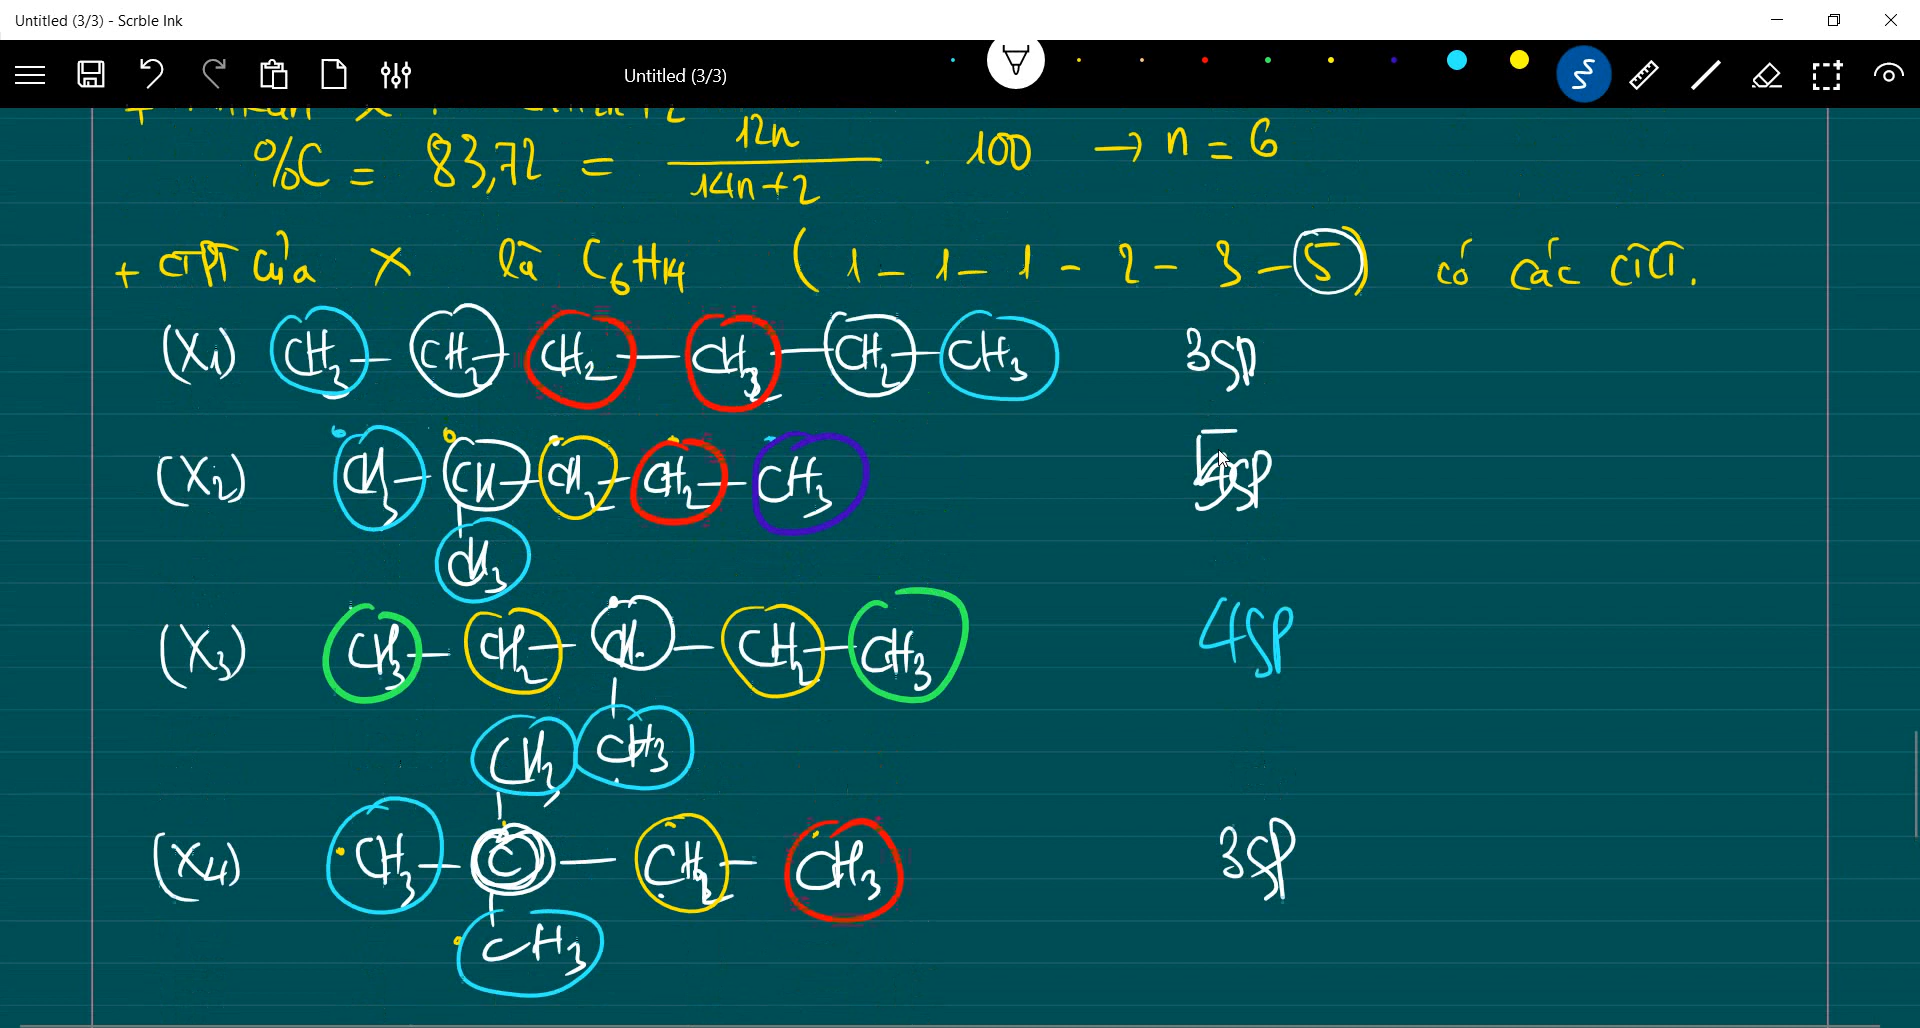 Untitled (3/3) - Scrble Ink
Untitled (3/3)
%C = 83,72 = 12n / 14n+2 . 100 → n = 6
+ CTPT của X là C6H14 (1 - 1 - 1 - 2 - 3 - 5) có các CTCT.
(X1) CH3 - CH2 - CH2 - CH2 - CH2 - CH3 3SP
(X2) CH3 - CH - CH2 - CH2 - CH3 5SP
CH3
(X3) CH3 - CH2 - CH - CH2 - CH3 4SP
CH3 CH3
(X4) CH3 - C - CH2 - CH3 3SP
CH3